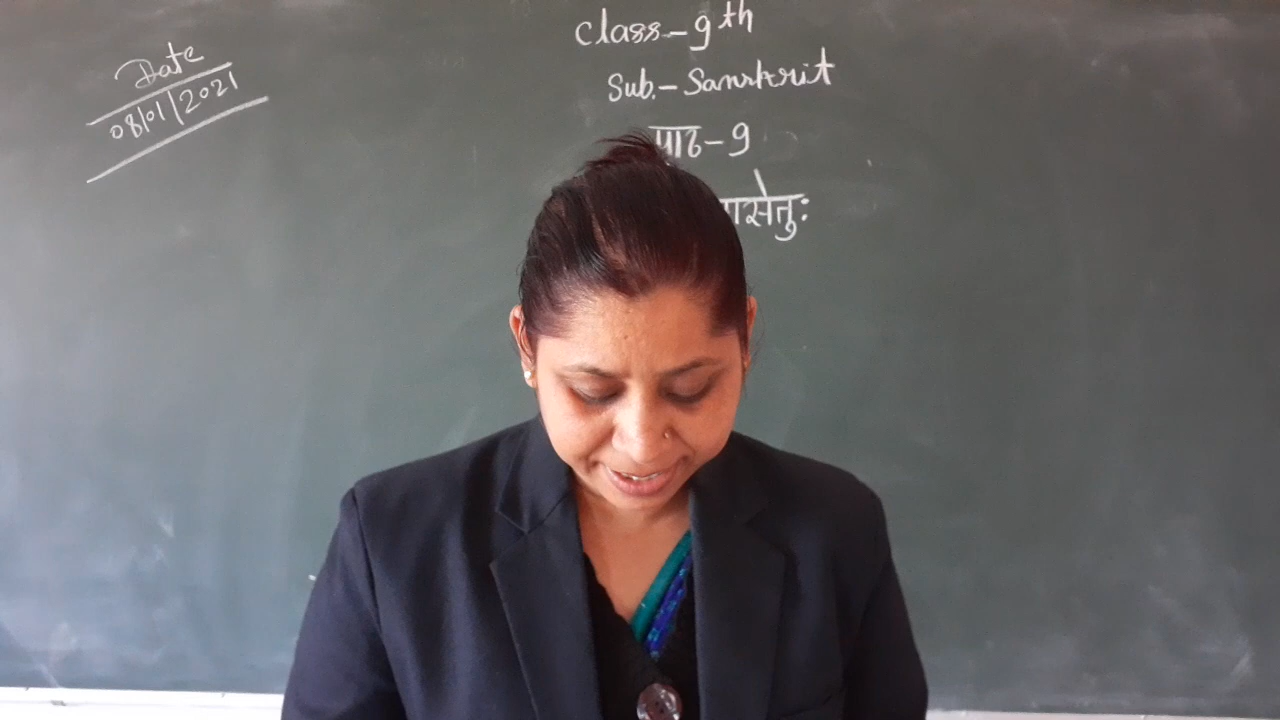 Date
08/01/2021
Class-9th
Sub.-Sanskrit
पाठ-9